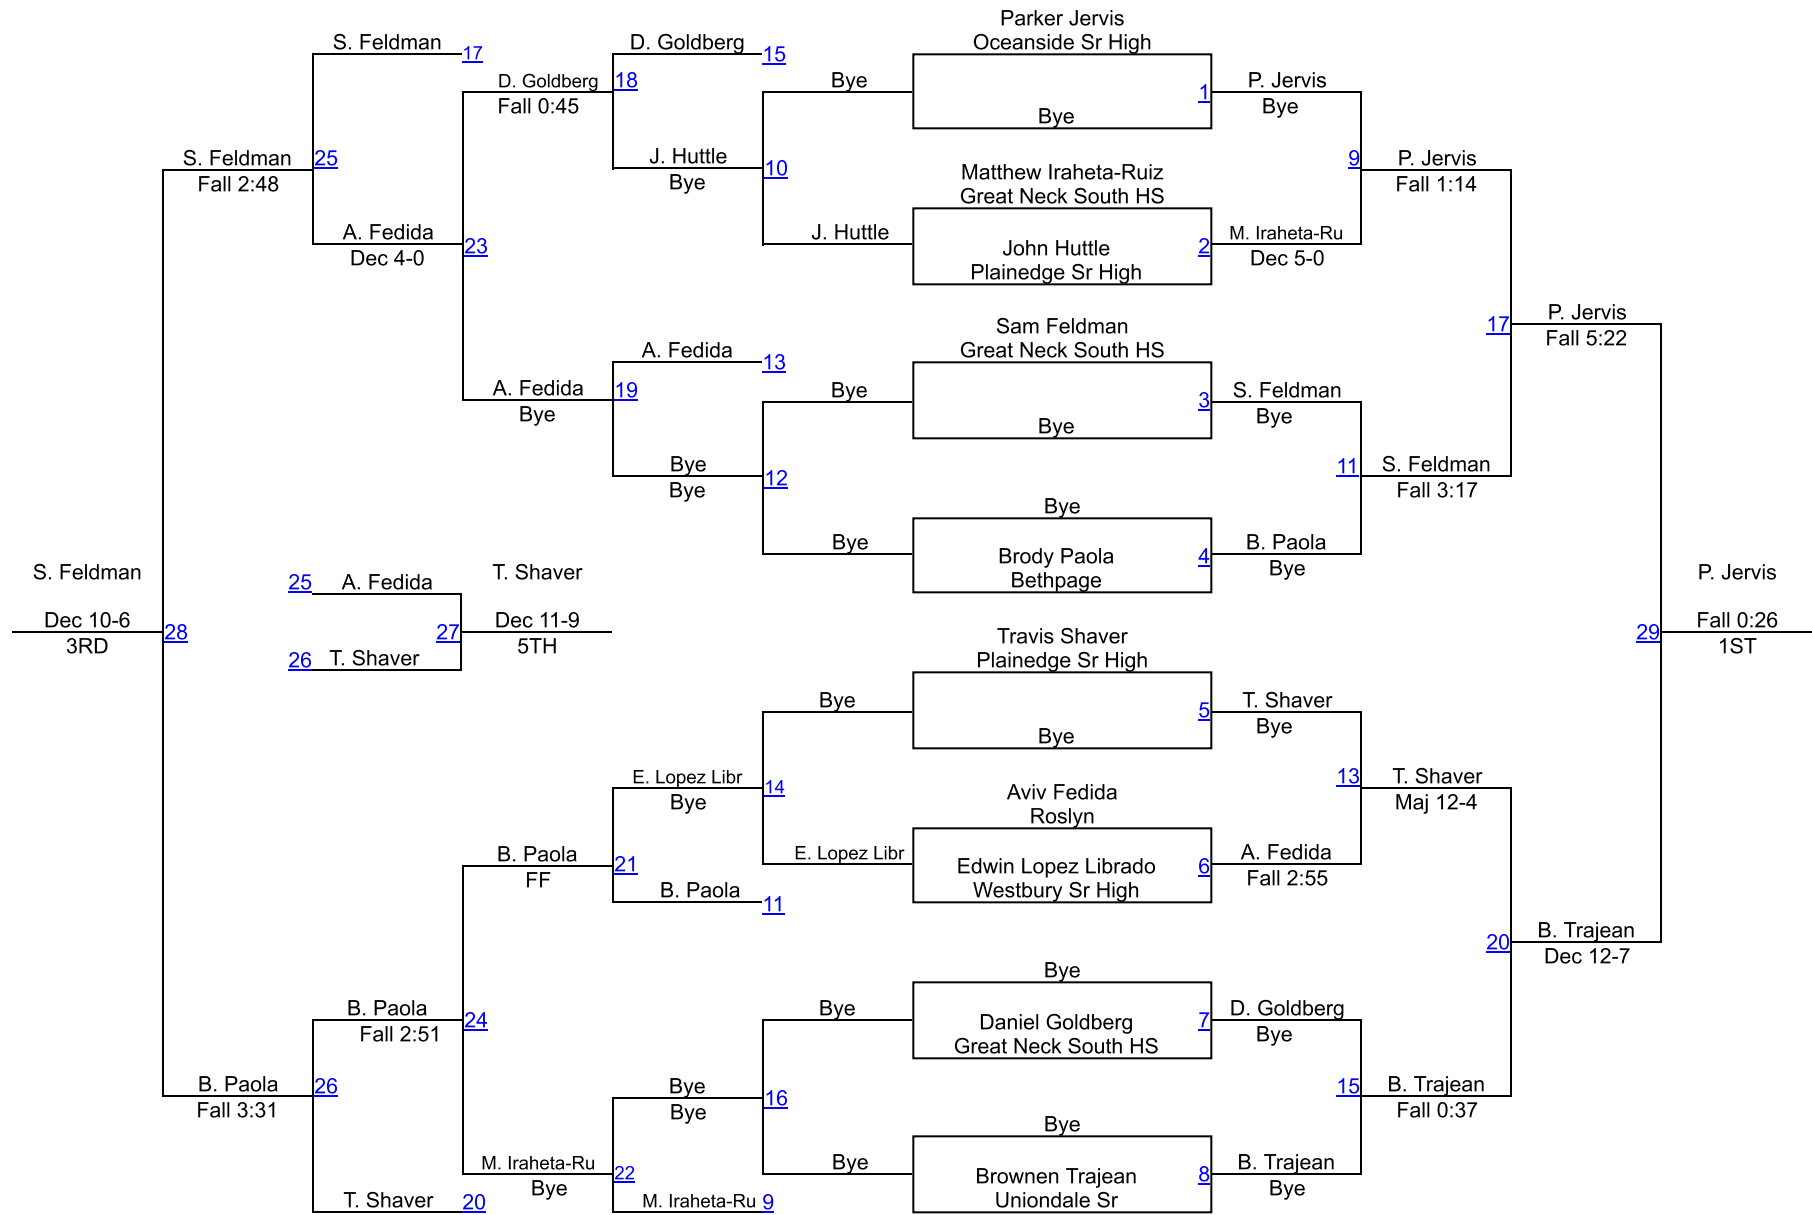 Parker Jervis
S. Feldman
D. Goldberg
Oceanside Sr High
17
15
D. Goldberg
18
Bye
1
P. Jervis
Fall 0:45
Bye
Bye
S. Feldman
25
J. Huttle
10
9
P. Jervis
Fall 2:48
Bye
Matthew Iraheta-Ruiz
Fall 1:14
Great Neck South HS
A. Fedida
23
J. Huttle
John Huttle
2
M. Iraheta-Ru
Dec 4-0
Plainedge Sr High
Dec 5-0
Sam Feldman
17
P. Jervis
A. Fedida
13
Great Neck South HS
Fall 5:22
A. Fedida
19
Bye
3
S. Feldman
Bye
Bye
Bye
Bye
12
11
S. Feldman
Bye
Fall 3:17
Bye
Bye
Brody Paola
4
B. Paola
Bethpage
Bye
S. Feldman
25
A. Fedida
T. Shaver
P. Jervis
Dec 10-6
28
27
Dec 11-9
29
Fall 0:26
3RD
26
T. Shaver
5TH
1ST
Travis Shaver
Plainedge Sr High
Bye
5
T. Shaver
Bye
Bye
E. Lopez Libr
14
13
T. Shaver
Bye
Aviv Fedida
Maj 12-4
Roslyn
B. Paola
21
E. Lopez Libr
Edwin Lopez Librado
6
A. Fedida
FF
B. Paola
11
Westbury Sr High
Fall 2:55
20
B. Trajean
Dec 12-7
Bye
B. Paola
24
Bye
Daniel Goldberg
7
D. Goldberg
Fall 2:51
Great Neck South HS
Bye
B. Paola
26
Bye
16
15
B. Trajean
Fall 3:31
Bye
Fall 0:37
Bye
M. Iraheta-Ru
22
Bye
Brownen Trajean
8
B. Trajean
Bye
Uniondale Sr
Bye
T. Shaver
20
M. Iraheta-Ru
9